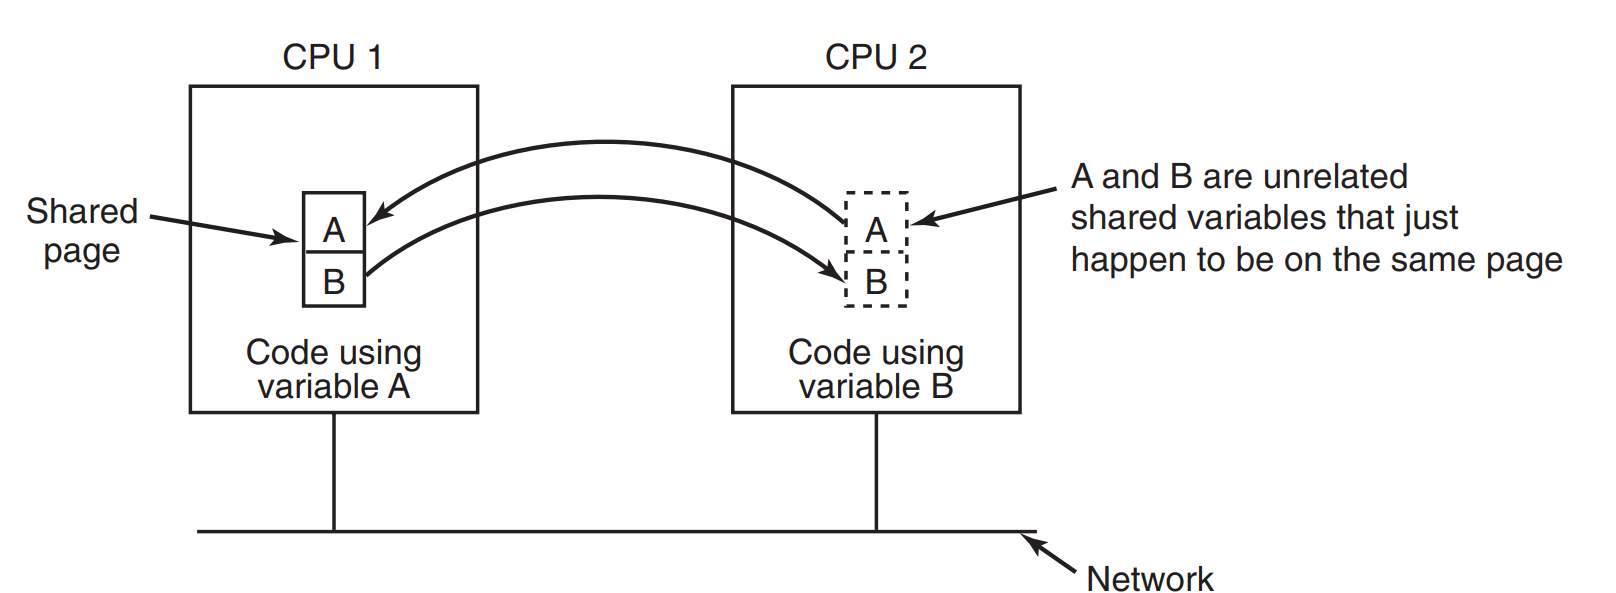 CPU 1
CPU 2
Shared
page
A
B
A
B
A and B are unrelated
shared variables that just
happen to be on the same page
Code using
variable A
Code using
variable B
Network